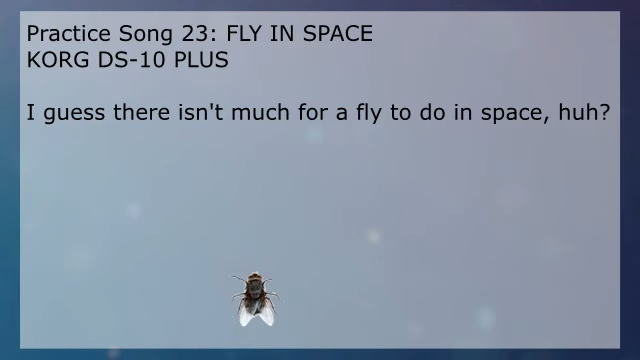 Practice Song 23: FLY IN SPACE
KORG DS-10 PLUS
I guess there isn't much for a fly to do in space, huh?